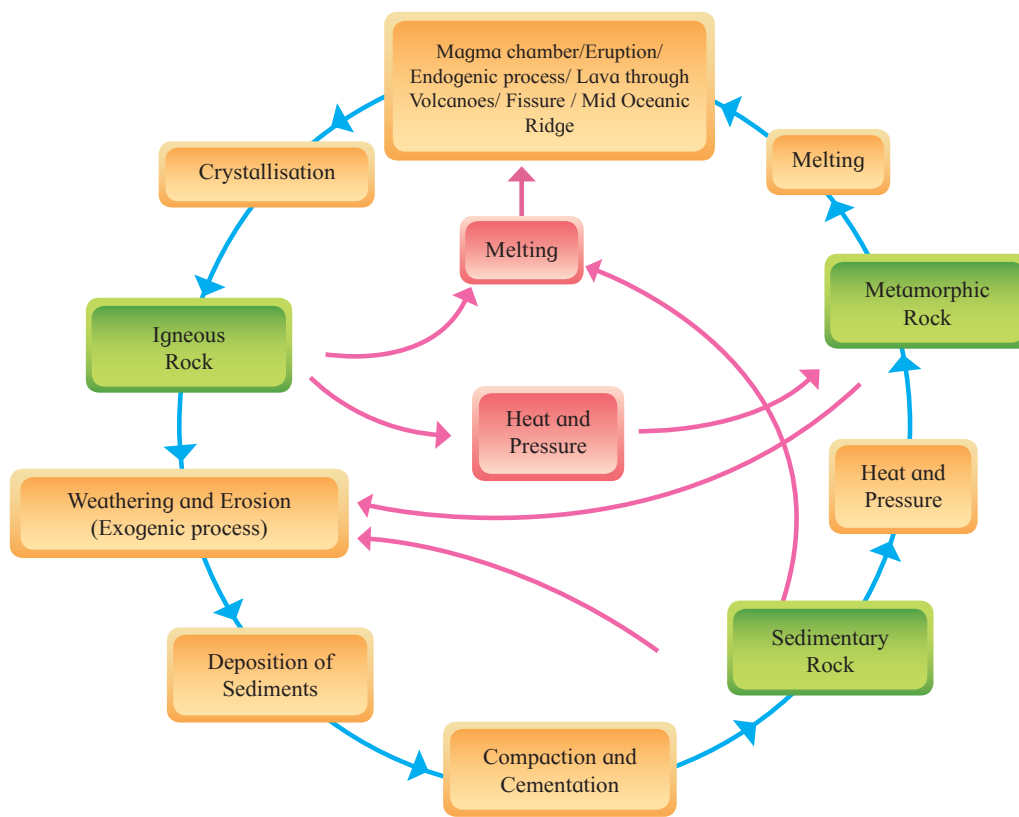 Magma chamber/Eruption/
Endogenic process/ Lava through
Volcanoes/ Fissure / Mid Oceanic
Ridge
Melting
Crystallisation
Melting
Metamorphic
Rock
Igneous
Rock
Heat and
Pressure
Heat and
Pressure
Weathering and Erosion
(Exogenic process)
Sedimentary
Rock
Deposition of
Sediments
Compaction and
Cementation